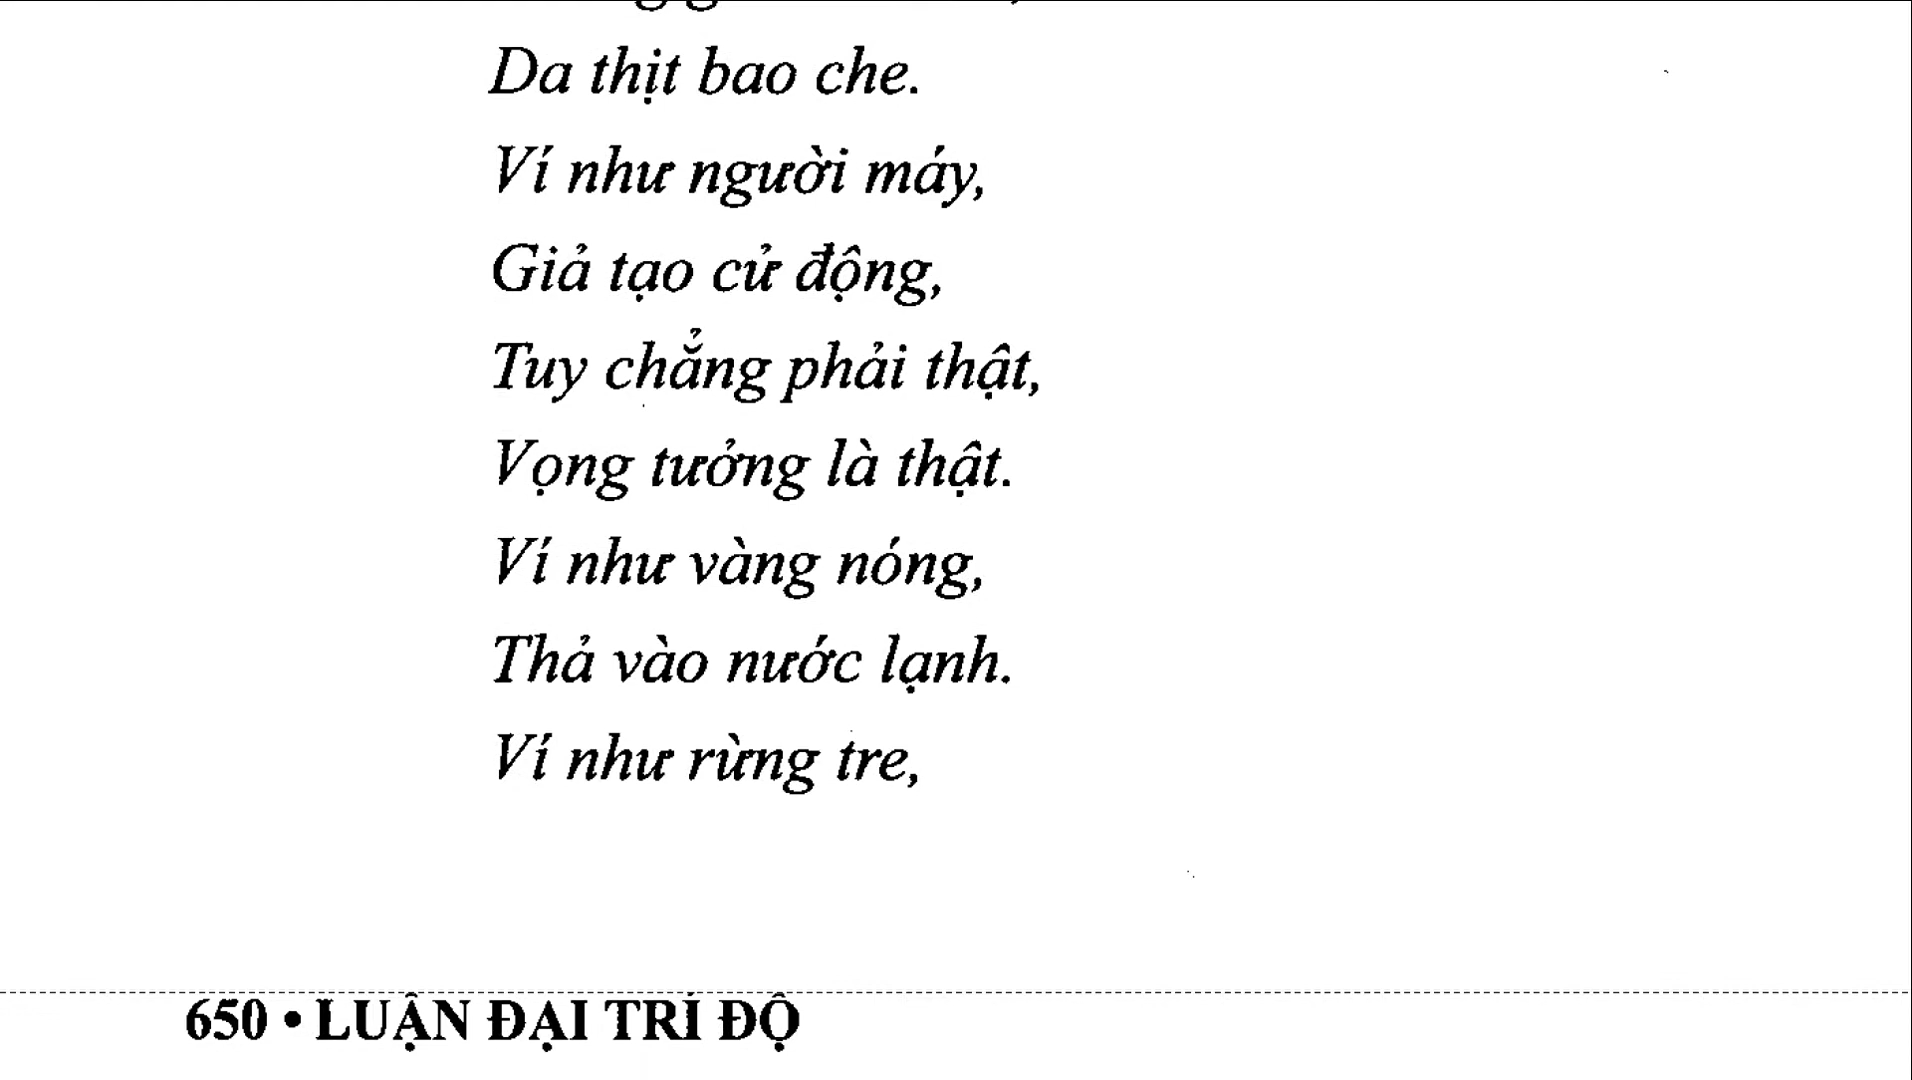 Da thịt bao che.
Ví như người máy,
Giả tạo cử động,
Tuy chẳng phải thật,
Vọng tưởng là thật.
Ví như vàng nóng,
Thả vào nước lạnh.
Ví như rừng tre,
650 • LUẬN ĐẠI TRÍ ĐỘ